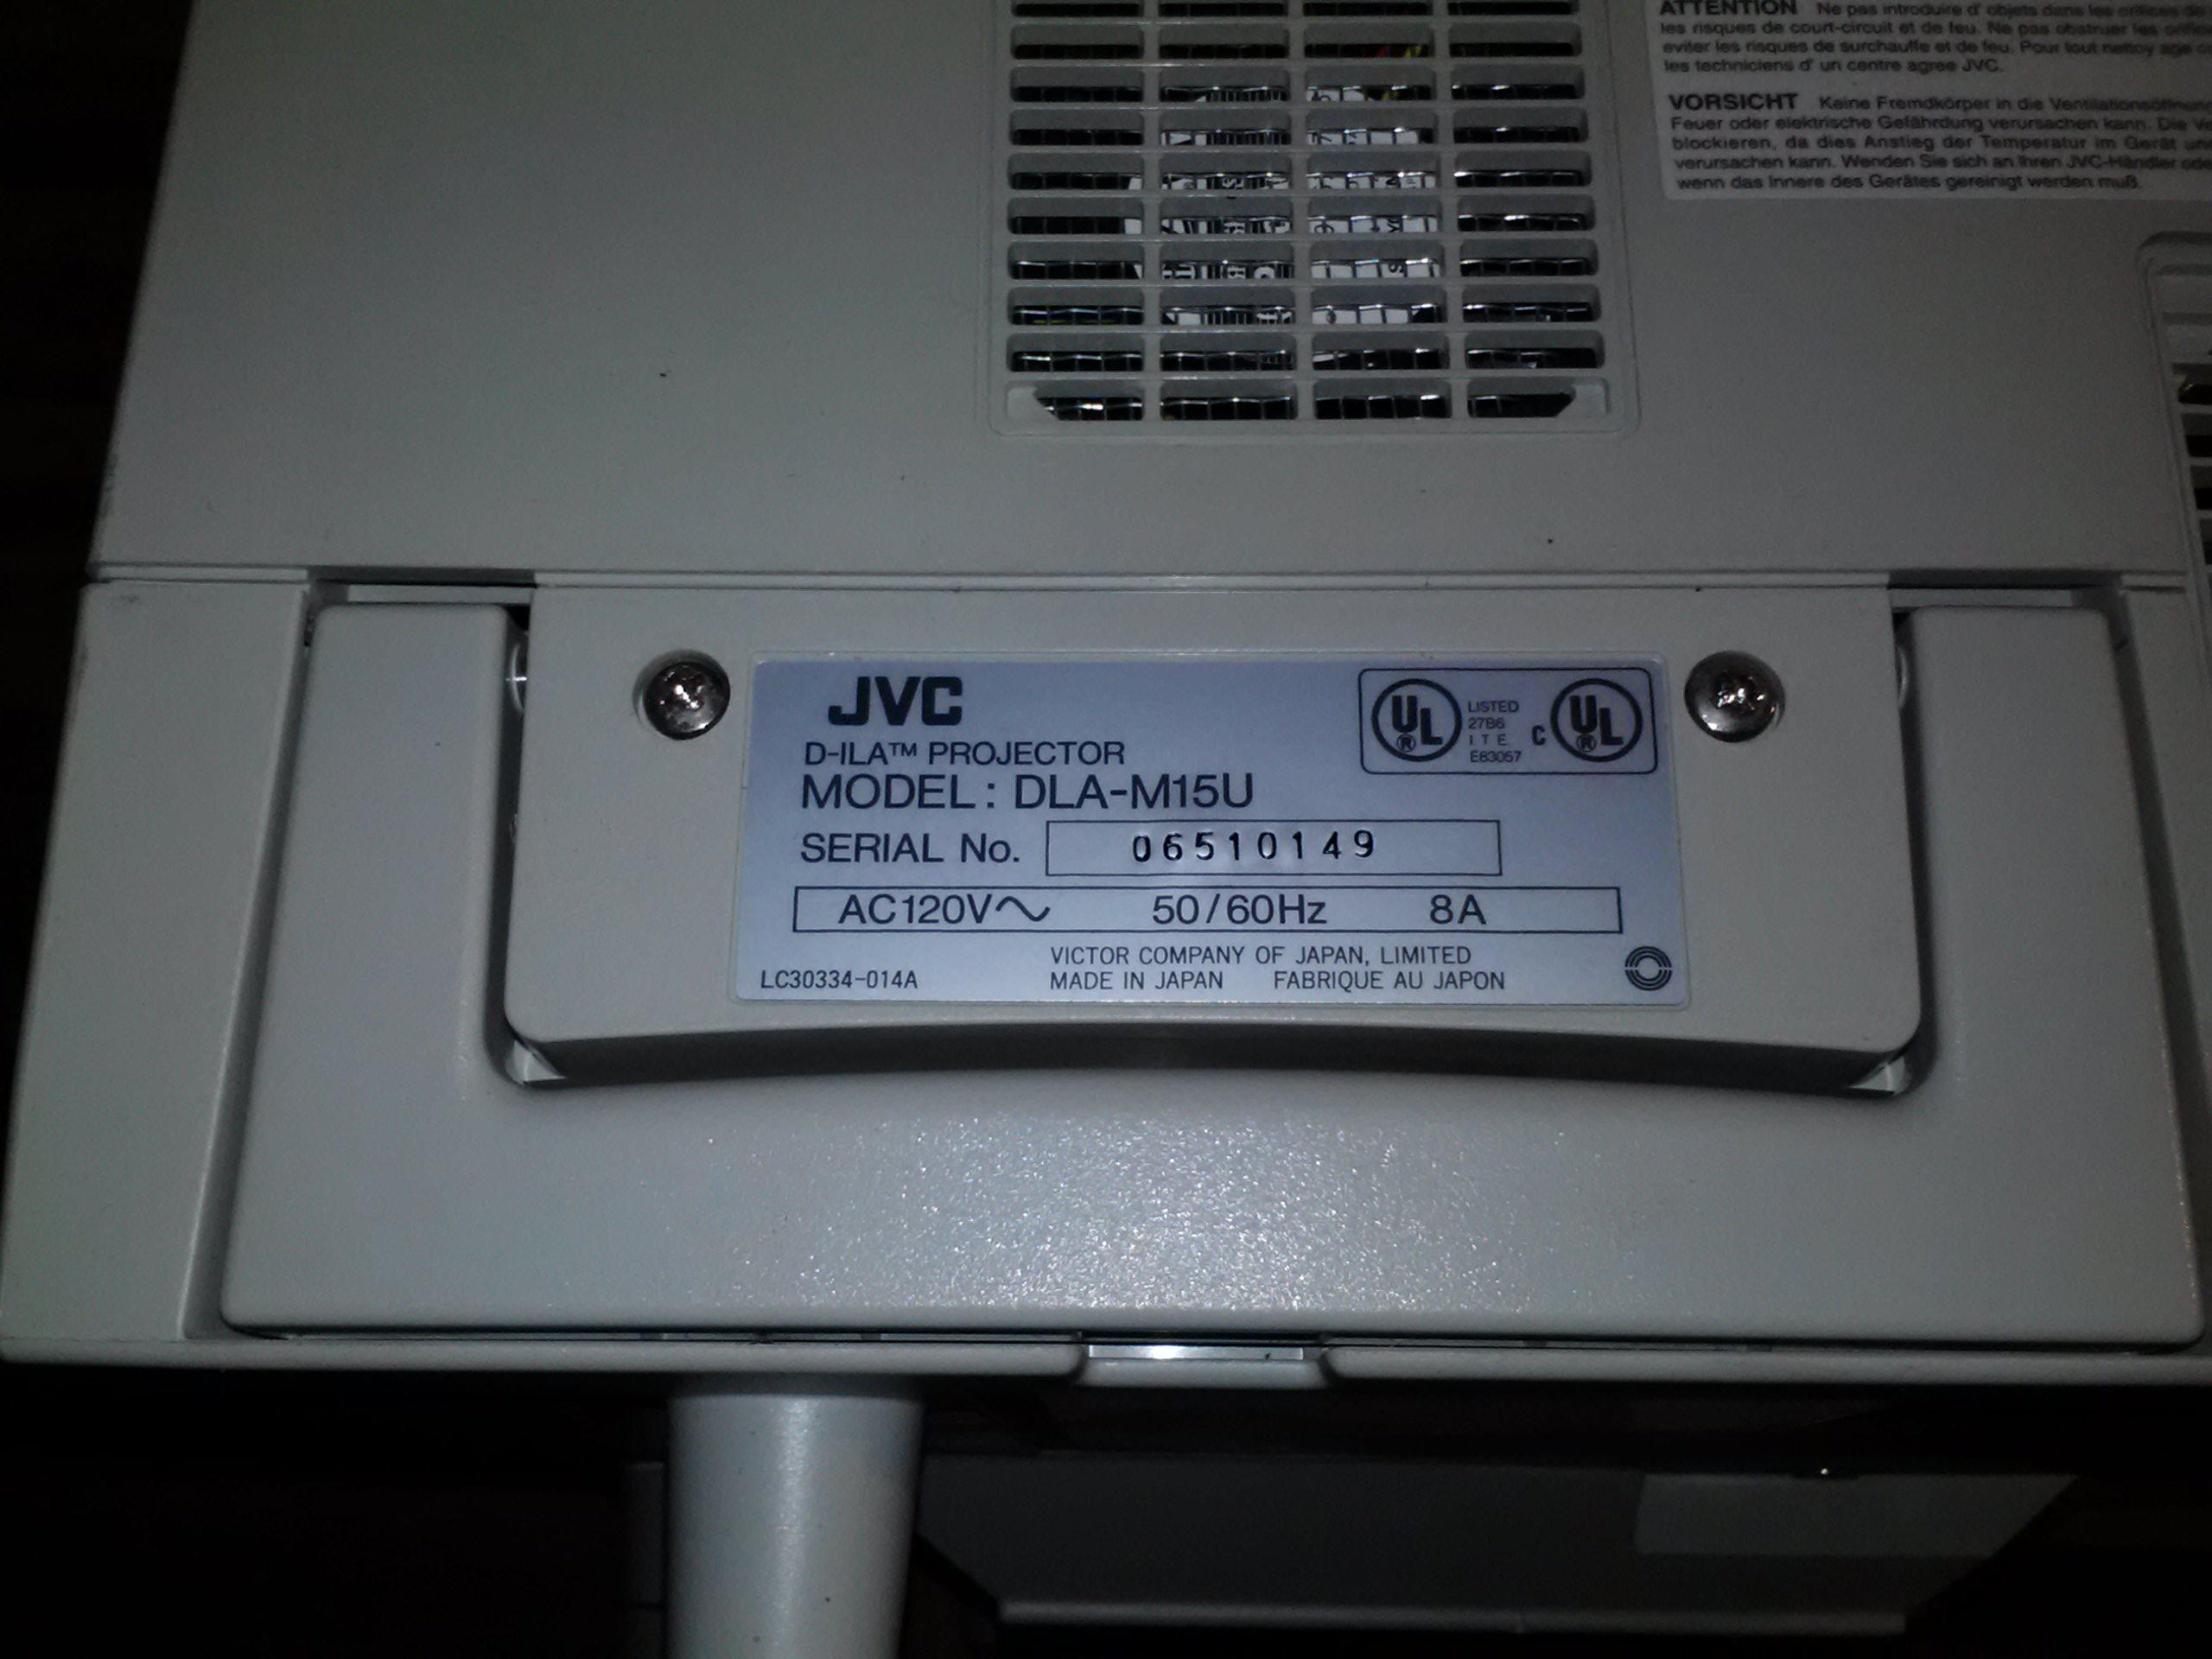 ATTENTION Ne pas introduire d' objets dans les orifices
les risques de court-circuit et de feu. Ne pas obstruer les
eviter les risques de surchauffe et de feu. Pour tout nettoy age
les techniciens d' un centre agree JVC.
VORSICHT Keine Fremdkörper in die
Feuer oder elektrische Gefährdung verursachen kann. Die
blockieren, da dies Anstieg der Temperatur im Gerät
verursachen kann. Wenden Sie sich an Ihren JVC-Händler
wenn das Innere des Gerätes gereinigt werden muß.
JVC
D-ILA™ PROJECTOR
MODEL : DLA-M15U
UL ® LISTED 27B6 I T E. E83057 C UL ®
SERIAL No. 06510149
AC120V～ 50/60Hz 8A
VICTOR COMPANY OF JAPAN, LIMITED
LC30334-014A MADE IN JAPAN FABRIQUE AU JAPON